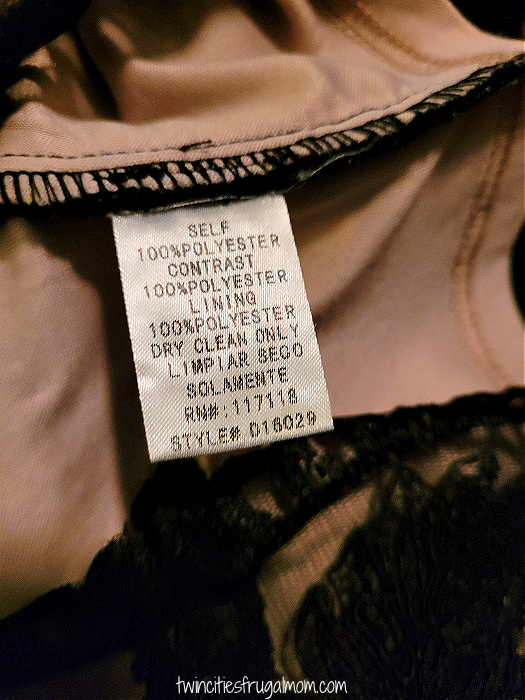 SELF
100%POLYESTER
CONTRAST
100%POLYESTER
LINING
100%POLYESTER
DRY CLEAN ONLY
LIMPIAR SECO
SOLAMENTE
RN#:117118
STYLE# D16029
twincitiesfrugalmom.com